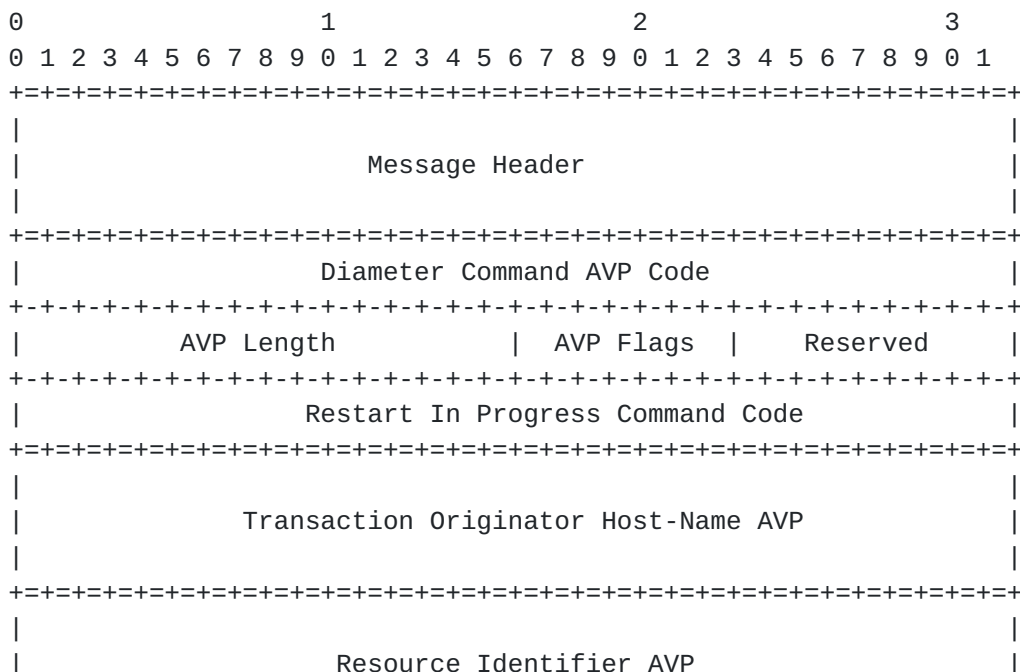 0                   1                   2                   3
0 1 2 3 4 5 6 7 8 9 0 1 2 3 4 5 6 7 8 9 0 1 2 3 4 5 6 7 8 9 0 1
+=+=+=+=+=+=+=+=+=+=+=+=+=+=+=+=+=+=+=+=+=+=+=+=+=+=+=+=+=+=+=+=+
|                                                               |
|                      Message Header                           |
|                                                               |
+=+=+=+=+=+=+=+=+=+=+=+=+=+=+=+=+=+=+=+=+=+=+=+=+=+=+=+=+=+=+=+=+
|                   Diameter Command AVP Code                   |
+-+-+-+-+-+-+-+-+-+-+-+-+-+-+-+-+-+-+-+-+-+-+-+-+-+-+-+-+-+-+-+-+
|          AVP Length           |  AVP Flags  |    Reserved     |
+-+-+-+-+-+-+-+-+-+-+-+-+-+-+-+-+-+-+-+-+-+-+-+-+-+-+-+-+-+-+-+-+
|                  Restart In Progress Command Code             |
+=+=+=+=+=+=+=+=+=+=+=+=+=+=+=+=+=+=+=+=+=+=+=+=+=+=+=+=+=+=+=+=+
|                                                               |
|              Transaction Originator Host-Name AVP             |
|                                                               |
+=+=+=+=+=+=+=+=+=+=+=+=+=+=+=+=+=+=+=+=+=+=+=+=+=+=+=+=+=+=+=+=+
|                                                               |
|                    Resource Identifier AVP                    |